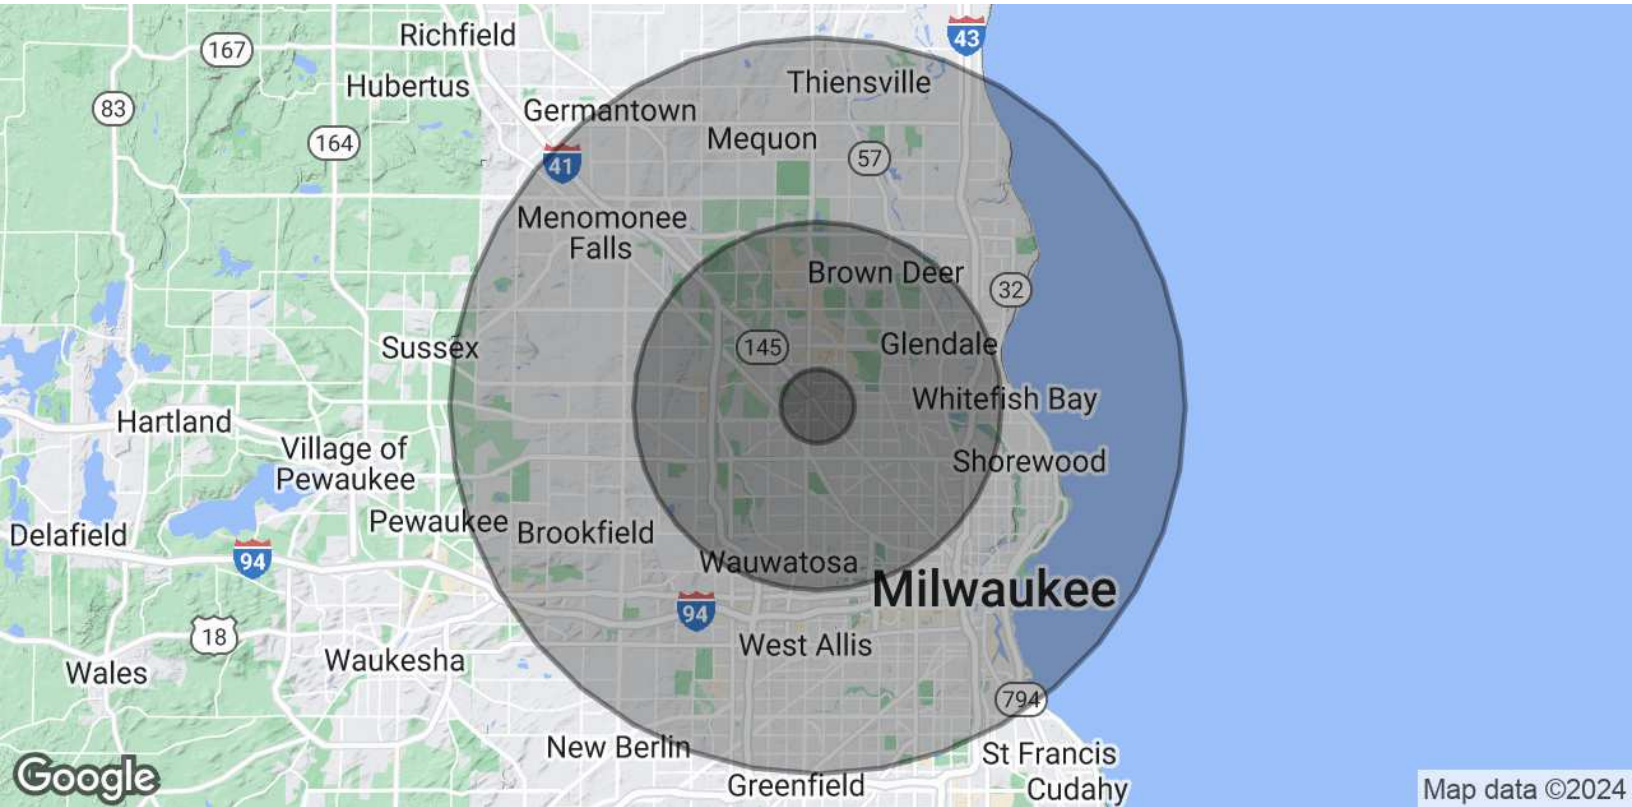 Richfield
43
167
Thiensville
Hubertus
83
Germantown
Mequon
164
57
41
Menomonee
Falls
Brown Deer
32
145
Glendale
Sussex
Whitefish Bay
Hartland
Village of
Pewaukee
Shorewood
Pewaukee
Brookfield
Delafield
94
Wauwatosa
Milwaukee
94
18
West Allis
Waukesha
Wales
794
New Berlin
St Francis
Google
Greenfield
Cudahy
Map data ©2024